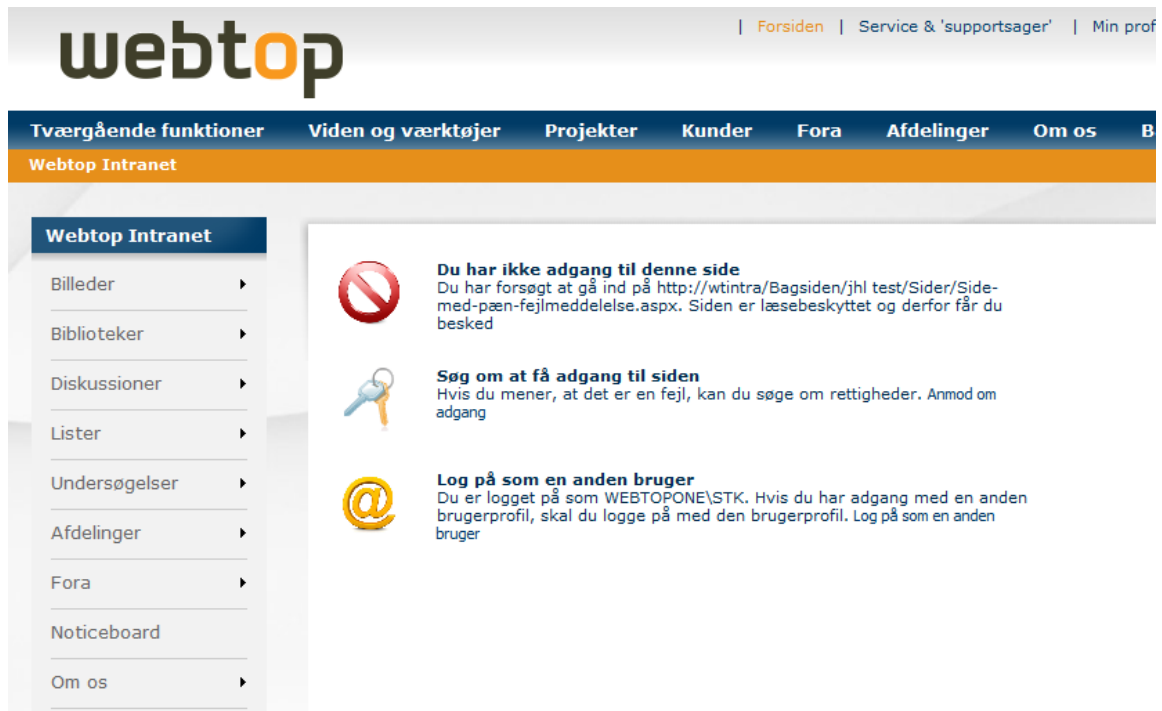 webtop
| Forsiden | Service & 'supportsager' | Min prof
Tværgående funktioner Viden og værktøjer Projekter Kunder Fora Afdelinger Om os B
Webtop Intranet
Webtop Intranet
Billeder
Biblioteker
Diskussioner
Lister
Undersøgelser
Afdelinger
Fora
Noticeboard
Om os
Du har ikke adgang til denne side
Du har forsøgt at gå ind på http://wtintra/Bagsiden/jhl test/Sider/Side-
med-pæn-fejlmeddelelse.aspx. Siden er læsebeskyttet og derfor får du
besked
Søg om at få adgang til siden
Hvis du mener, at det er en fejl, kan du søge om rettigheder. Anmod om
adgang
Log på som en anden bruger
Du er logget på som WEBTOPONE\STK. Hvis du har adgang med en anden
brugerprofil, skal du logge på med den brugerprofil. Log på som en anden
bruger